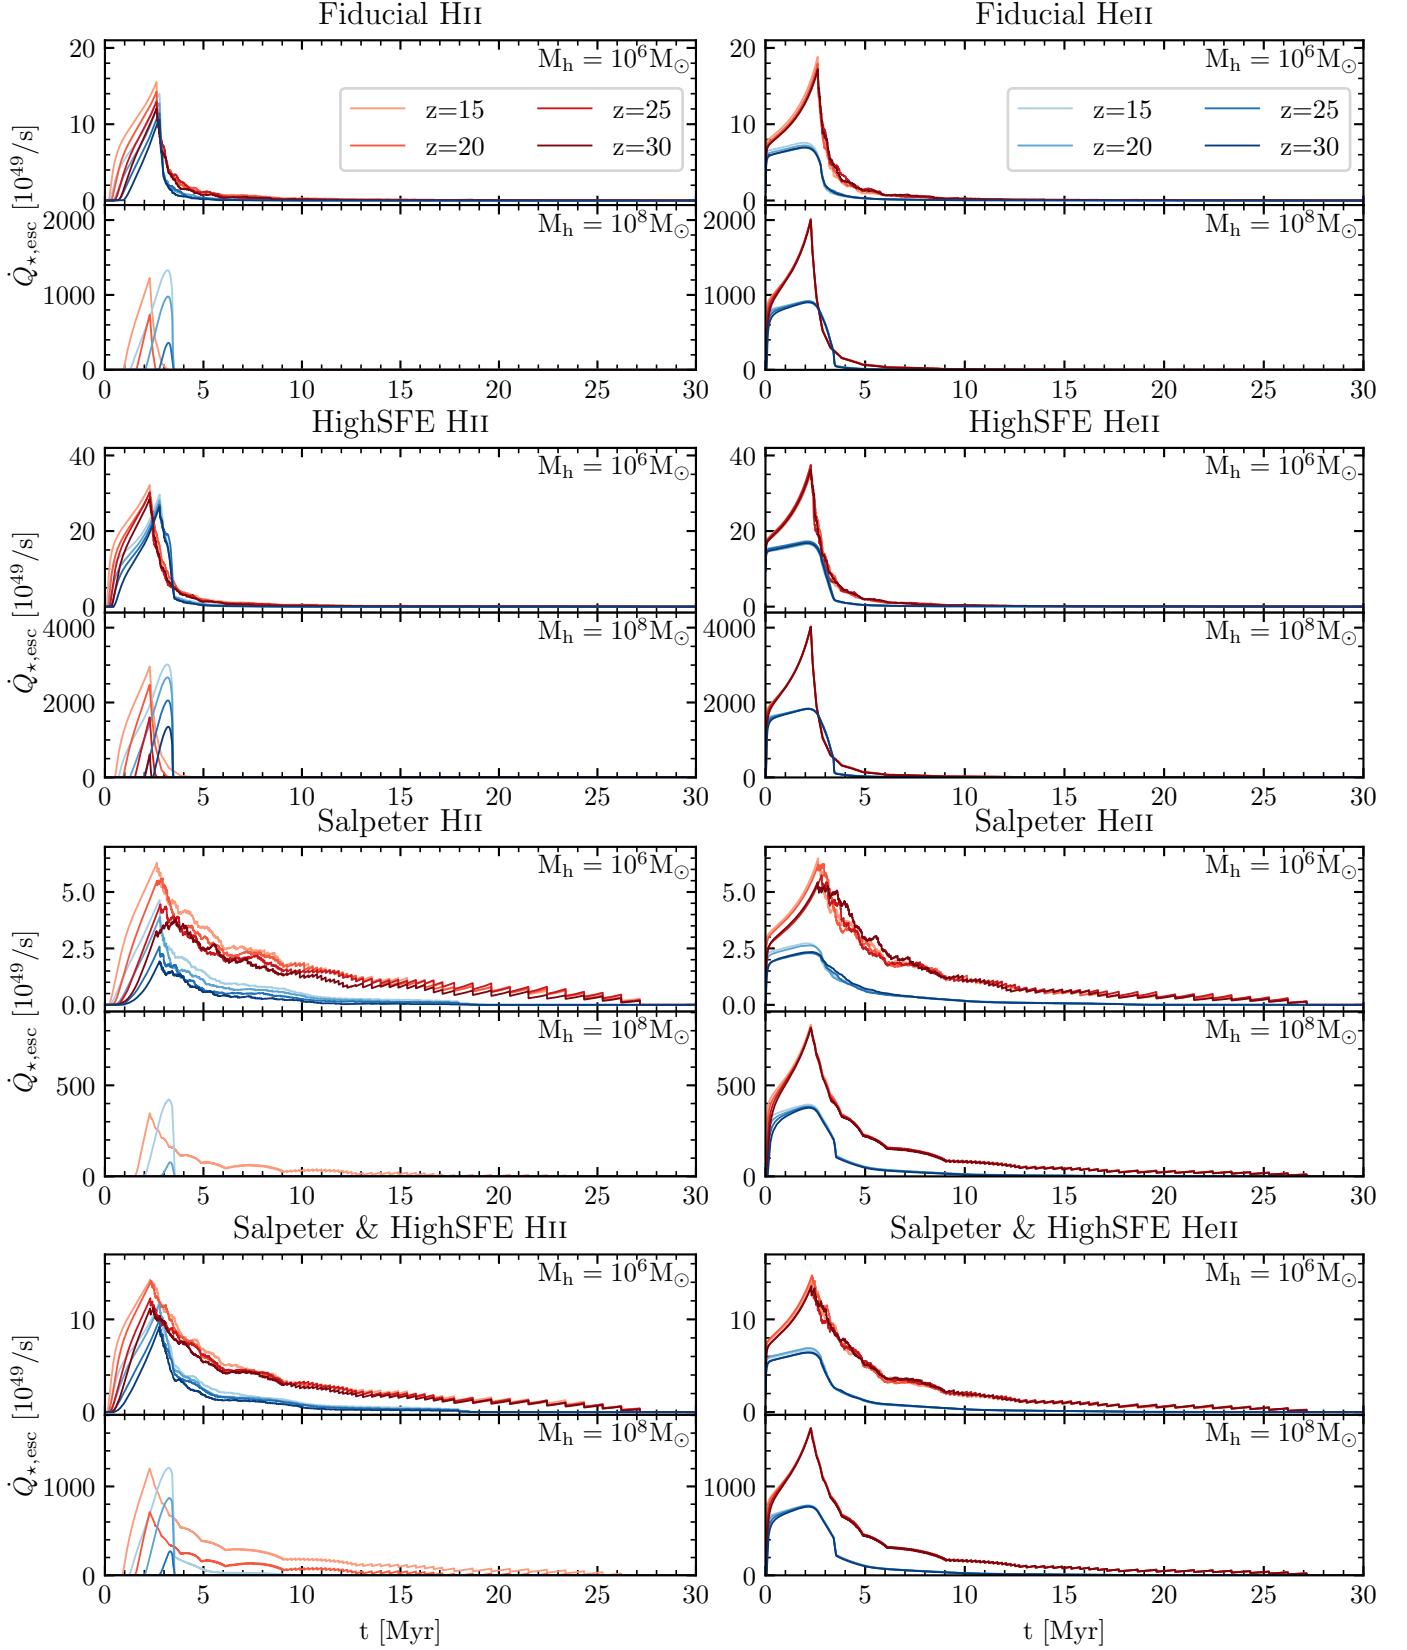 Fiducial HII
Fiducial HeII
20
10
0
M_h = 10^6 M_⊙
z=15
z=25
z=20
z=30
20
10
0
M_h = 10^6 M_⊙
z=15
z=25
z=20
z=30
Q̇_⋆,esc [10^49/s]
2000
1000
0
M_h = 10^8 M_⊙
0 5 10 15 20 25 30
2000
1000
0
M_h = 10^8 M_⊙
0 5 10 15 20 25 30
HighSFE HII
HighSFE HeII
40
20
0
M_h = 10^6 M_⊙
40
20
0
M_h = 10^6 M_⊙
Q̇_⋆,esc [10^49/s]
4000
2000
0
M_h = 10^8 M_⊙
0 5 10 15 20 25 30
4000
2000
0
M_h = 10^8 M_⊙
0 5 10 15 20 25 30
Salpeter HII
Salpeter HeII
5.0
2.5
0.0
M_h = 10^6 M_⊙
5.0
2.5
0.0
M_h = 10^6 M_⊙
Q̇_⋆,esc [10^49/s]
500
0
M_h = 10^8 M_⊙
0 5 10 15 20 25 30
500
0
M_h = 10^8 M_⊙
0 5 10 15 20 25 30
Salpeter & HighSFE HII
Salpeter & HighSFE HeII
10
0
M_h = 10^6 M_⊙
10
0
M_h = 10^6 M_⊙
Q̇_⋆,esc [10^49/s]
1000
0
M_h = 10^8 M_⊙
0 5 10 15 20 25 30
t [Myr]
1000
0
M_h = 10^8 M_⊙
0 5 10 15 20 25 30
t [Myr]